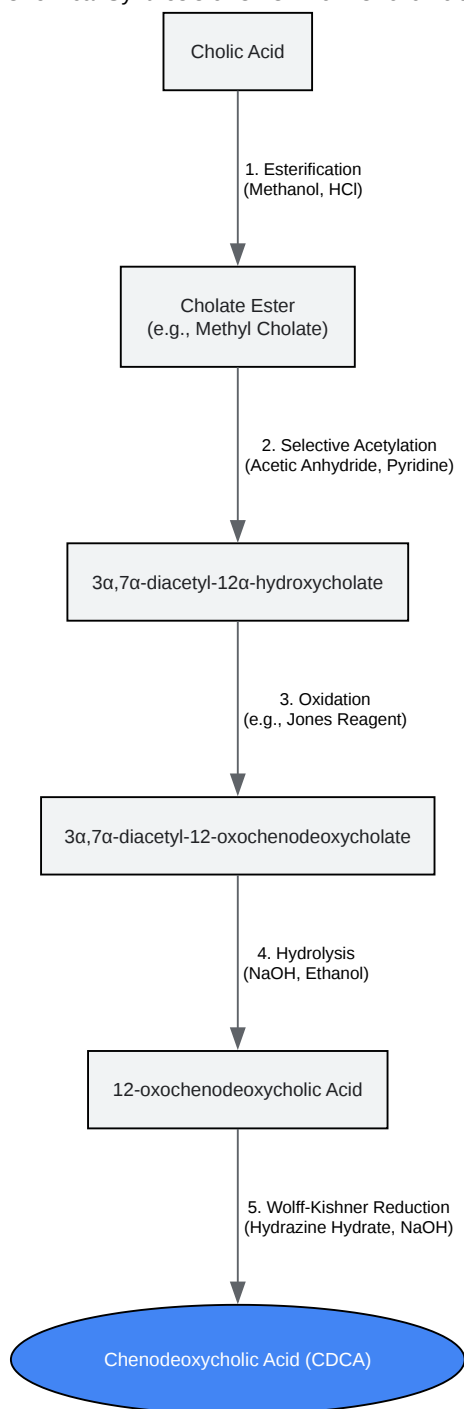 Cholic Acid
1. Esterification
(Methanol, HCl)
Cholate Ester
(e.g., Methyl Cholate)
2. Selective Acetylation
(Acetic Anhydride, Pyridine)
3α,7α-diacetyl-12α-hydroxycholate
3. Oxidation
(e.g., Jones Reagent)
3α,7α-diacetyl-12-oxochenodeoxycholate
4. Hydrolysis
(NaOH, Ethanol)
12-oxochenodeoxycholic Acid
5. Wolff-Kishner Reduction
(Hydrazine Hydrate, NaOH)
Chenodeoxycholic Acid (CDCA)